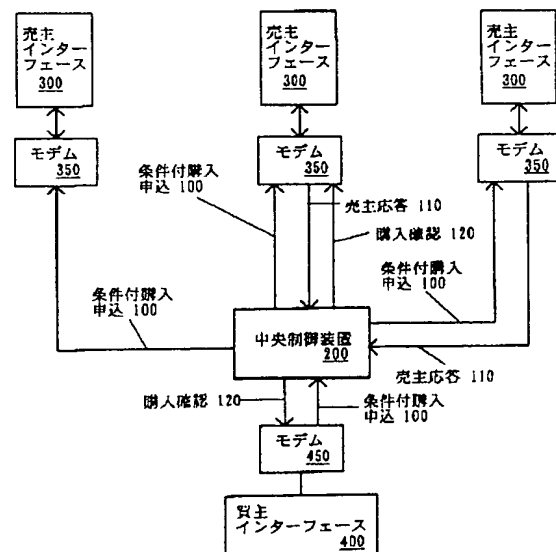 売主
インター
フェース
300
売主
インター
フェース
300
売主
インター
フェース
300
モデム
350
モデム
350
モデム
350
条件付購入
申込 100
売主応答 110
購入確認 120
条件付購入
申込 100
条件付購入
申込 100
中央制御装置
200
売主応答 110
購入確認 120
条件付購入
申込 100
モデム
450
買主
インターフェース
400